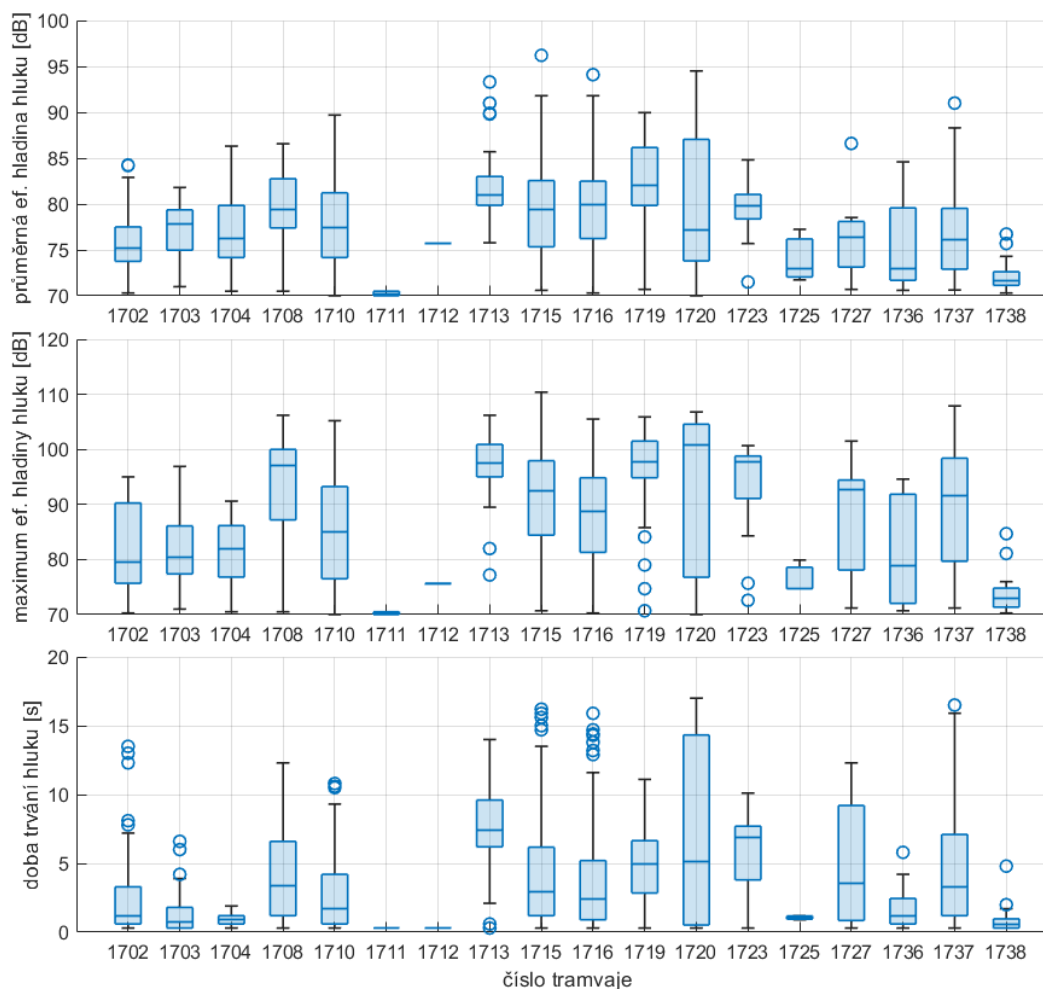 průměrná ef. hladina hluku [dB]
100
95
90
85
80
75
70
1702 1703 1704 1708 1710 1711 1712 1713 1715 1716 1719 1720 1723 1725 1727 1736 1737 1738
maximum ef. hladiny hluku [dB]
120
110
100
90
80
70
1702 1703 1704 1708 1710 1711 1712 1713 1715 1716 1719 1720 1723 1725 1727 1736 1737 1738
doba trvání hluku [s]
20
15
10
5
0
1702 1703 1704 1708 1710 1711 1712 1713 1715 1716 1719 1720 1723 1725 1727 1736 1737 1738
číslo tramvaje